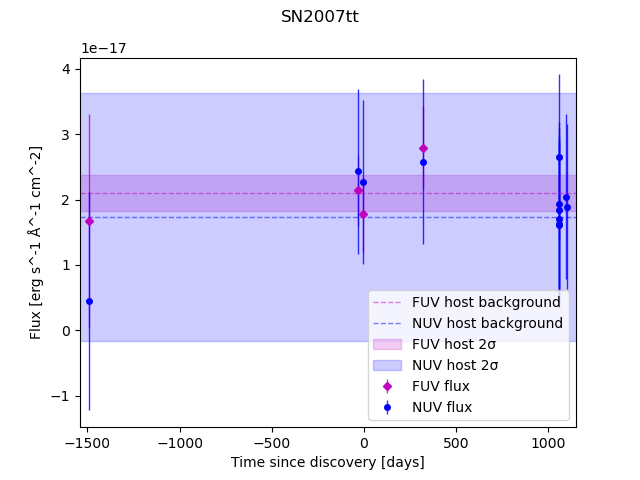 SN2007tt
1e−17
4
3
2
1
0
−1
Flux [erg s^-1 Å^-1 cm^-2]
−1500
−1000
−500
0
500
1000
Time since discovery [days]
FUV host background
NUV host background
FUV host 2σ
NUV host 2σ
FUV flux
NUV flux